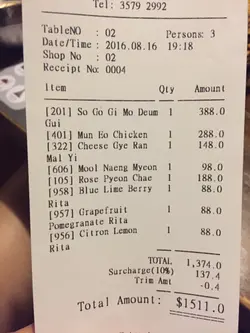 Tel: 3579 2992
TableNO : 02 Persons: 3
Date/Time : 2016.08.16 19:18
Shop No : 02
Receipt No: 0004
Item Qty Amount
[201] So Go Gi Mo Deum 1 388.0
Gui
[401] Mun Eo Chicken 1 288.0
[322] Cheese Gye Ran 1 148.0
Mal Yi
[606] Mool Naeng Myeon 1 98.0
[105] Rose Pyeun Chae 1 188.0
[958] Blue Lime Berry 1 88.0
Rita
[957] Grapefruit 1 88.0
Pomegranate Rita
[956] Citron Lemon 1 88.0
Rita
TOTAL 1,374.0
Surcharge(10%) 137.4
Trim Amt -0.4
Total Amount: $1511.0